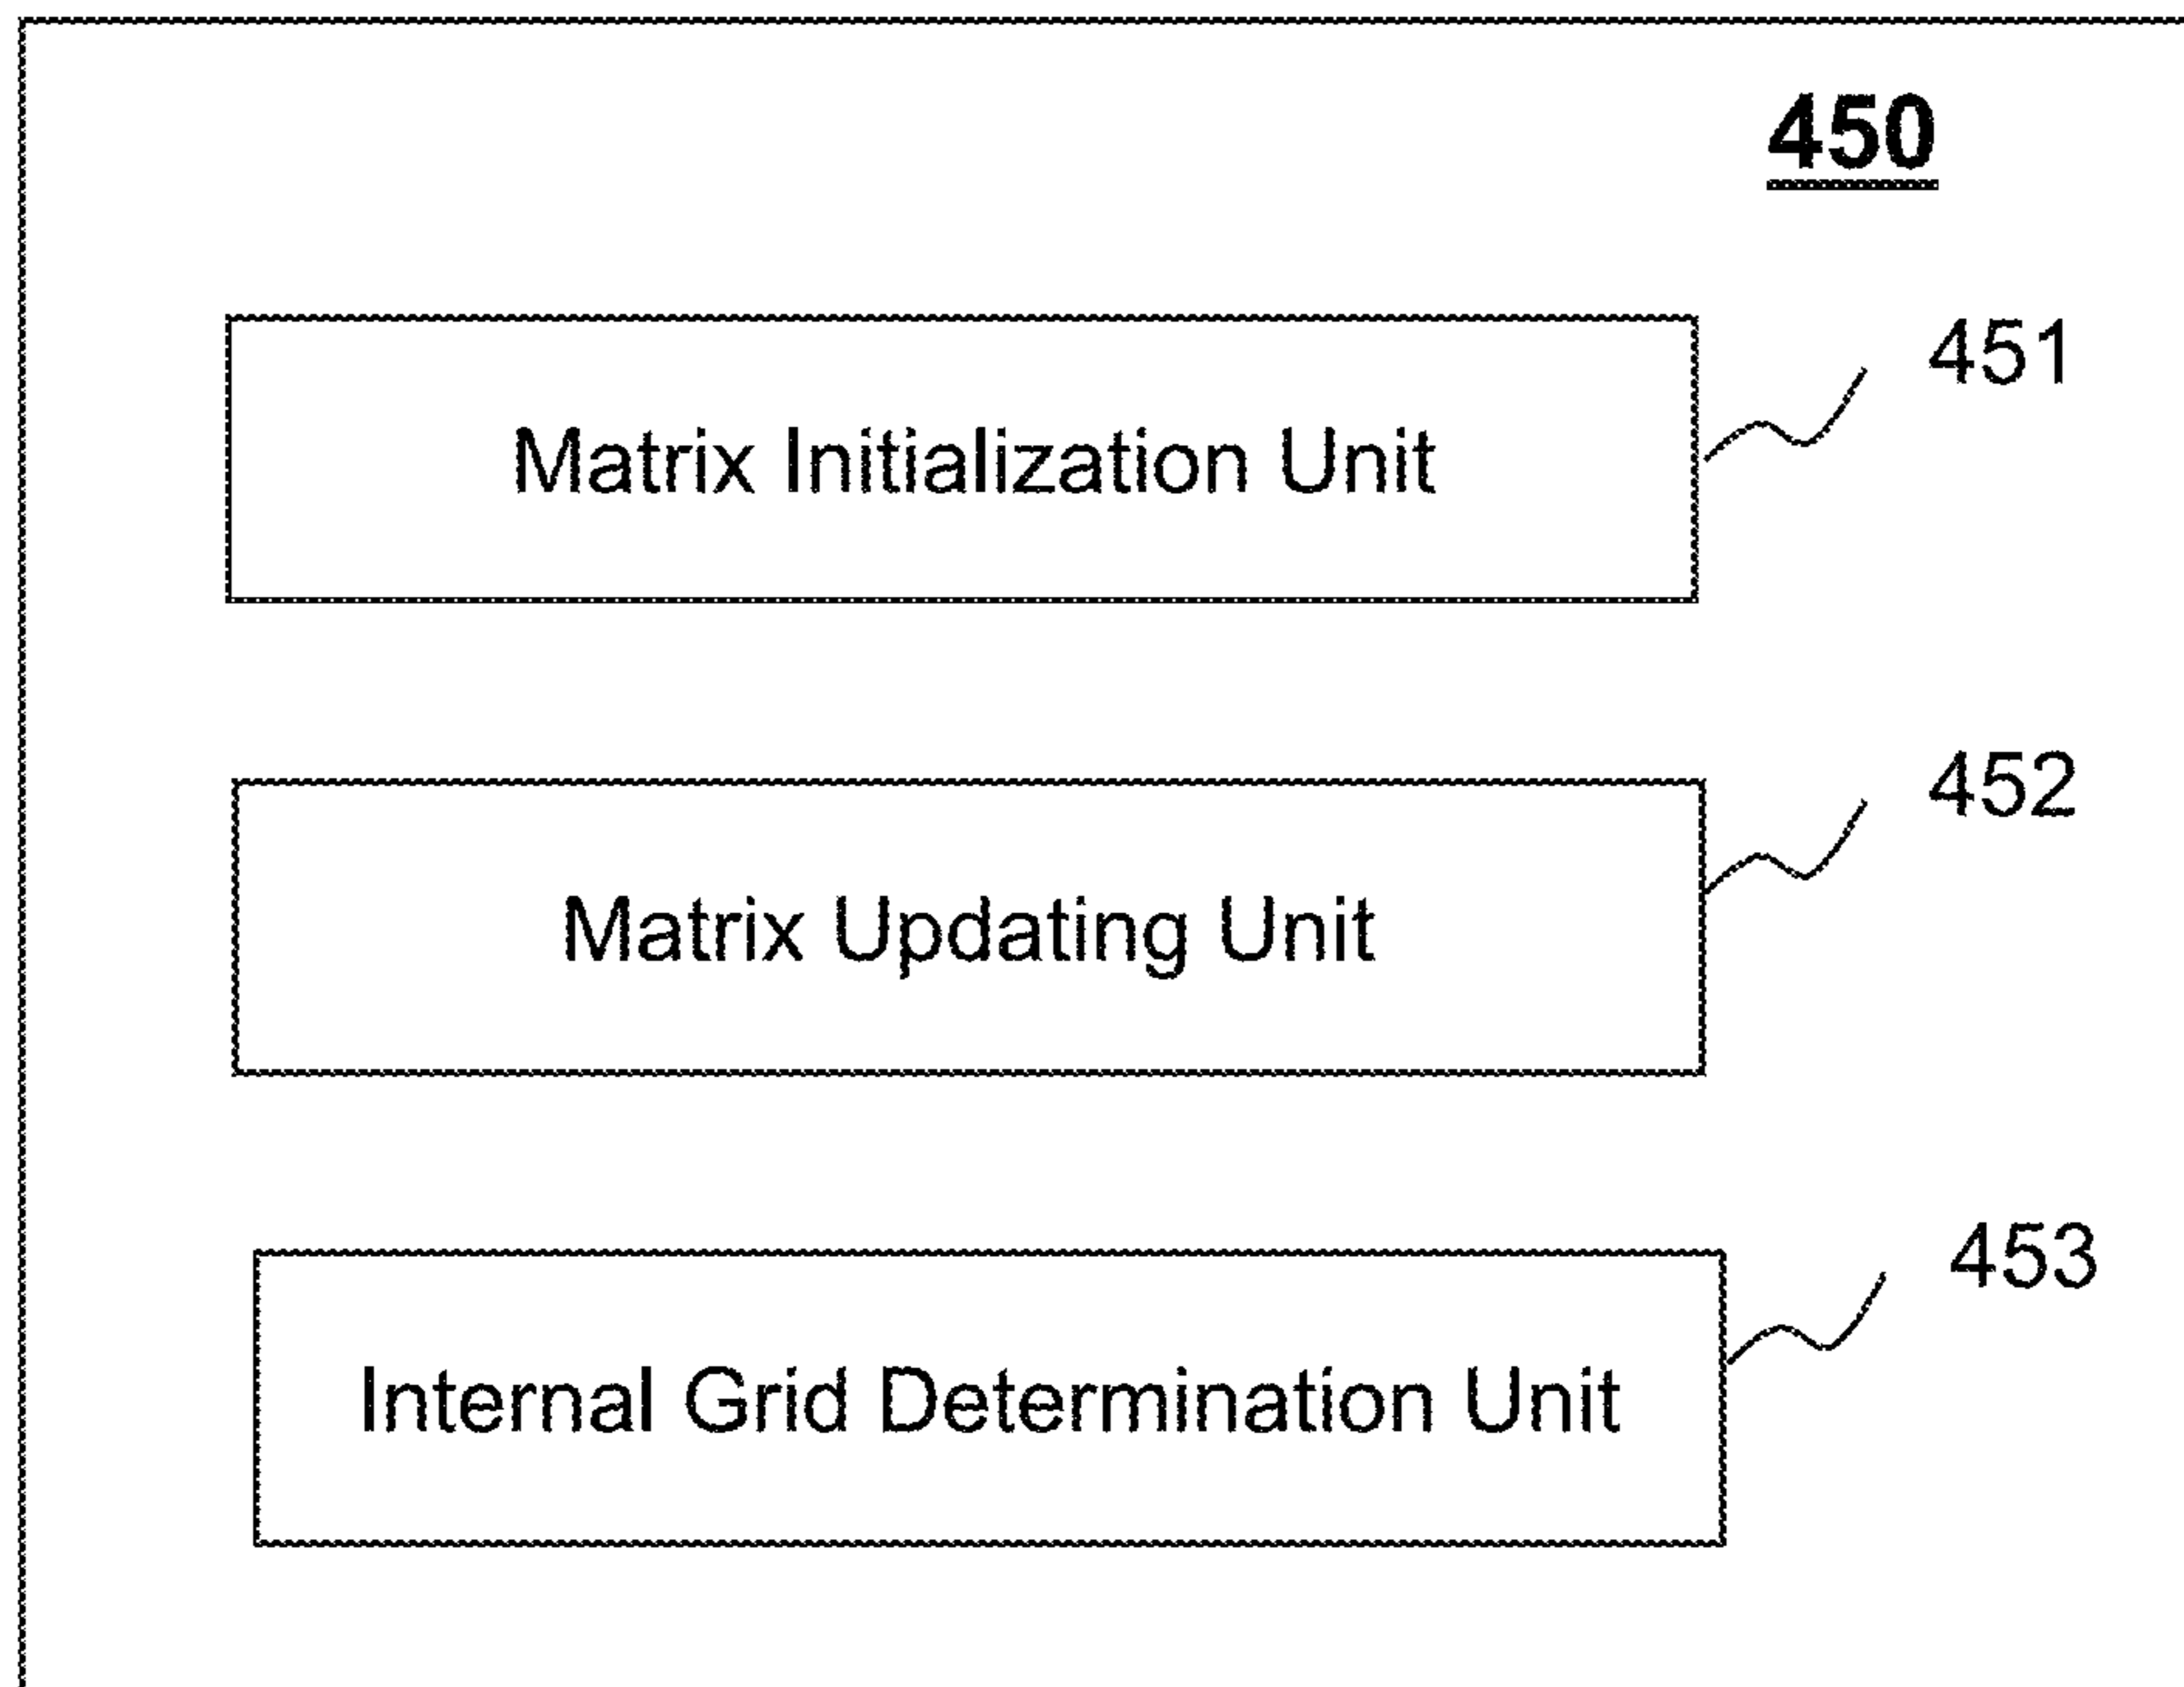 450
451
Matrix Initialization Unit
452
Matrix Updating Unit
453
Internal Grid Determination Unit